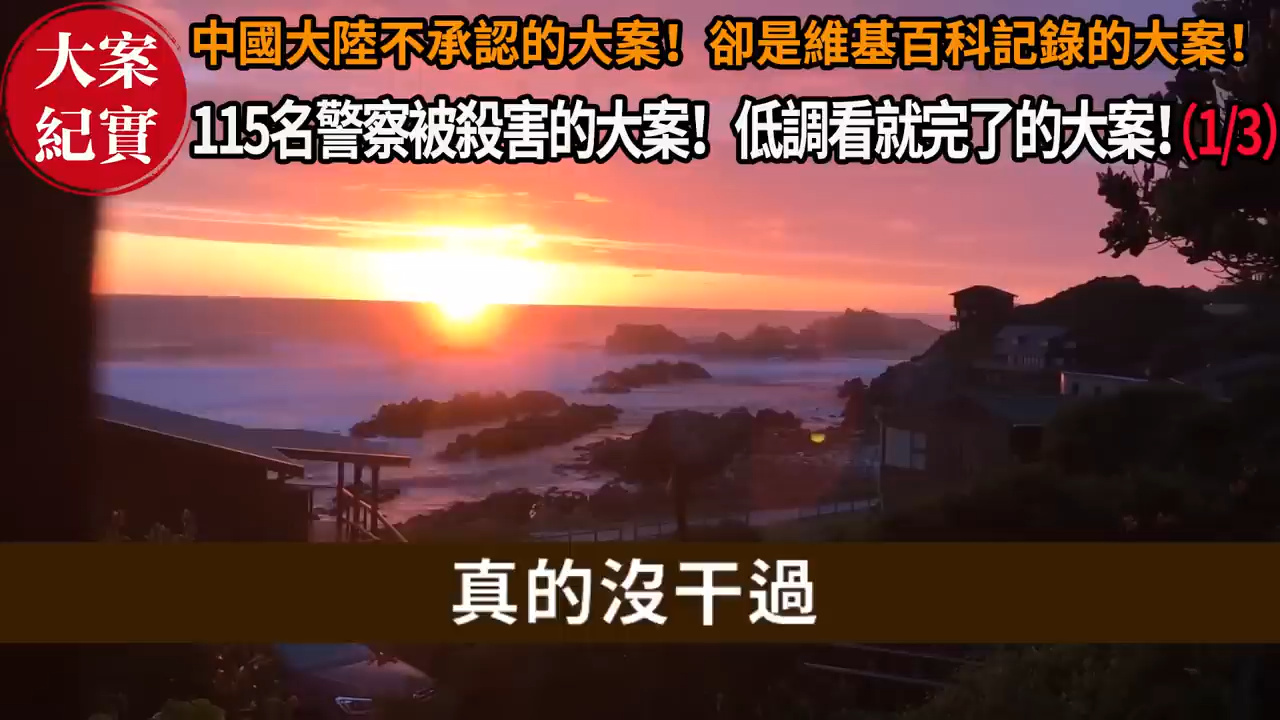 大案
紀實
中國大陸不承認的大案！卻是維基百科記錄的大案！
115名警察被殺害的大案！低調看就完了的大案！(1/3)
真的沒干過